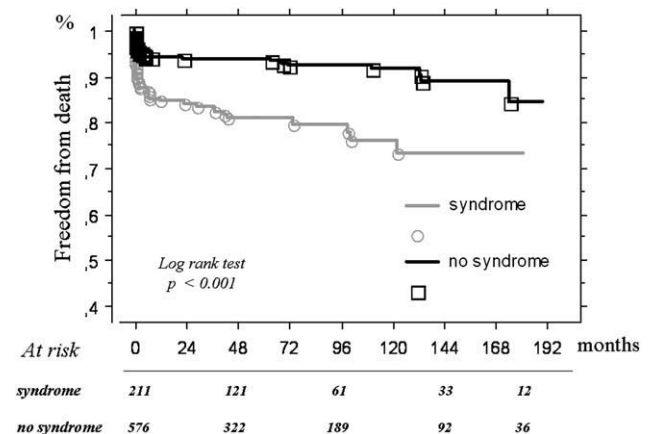 %
1
,9
,8
,7
,6
,5
,4
Freedom from death
syndrome
no syndrome
Log rank test
p < 0.001
0 24 48 72 96 120 144 168 192 months
At risk
syndrome 211 121 61 33 12
no syndrome 576 322 189 92 36